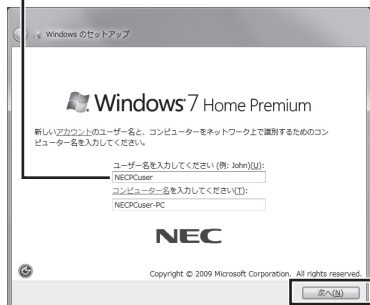 Windows のセットアップ
Windows 7 Home Premium
新しいアカウントのユーザー名と、コンピューターをネットワーク上で識別するためのコン
ピューター名を入力してください。
ユーザー名を入力してください (例: John)(U):
NECPCuser
コンピューター名を入力してください(T):
NECPCuser-PC
NEC
Copyright © 2009 Microsoft Corporation. All rights reserved.
次へ(N)